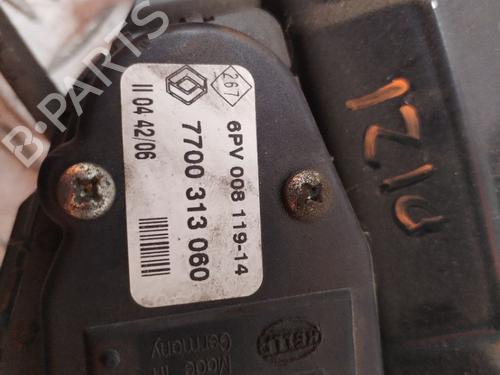 267
6PV 008 119-14
7700 313 060
II 04 42/06
HELLA
Made in
Germany
B-PARTS